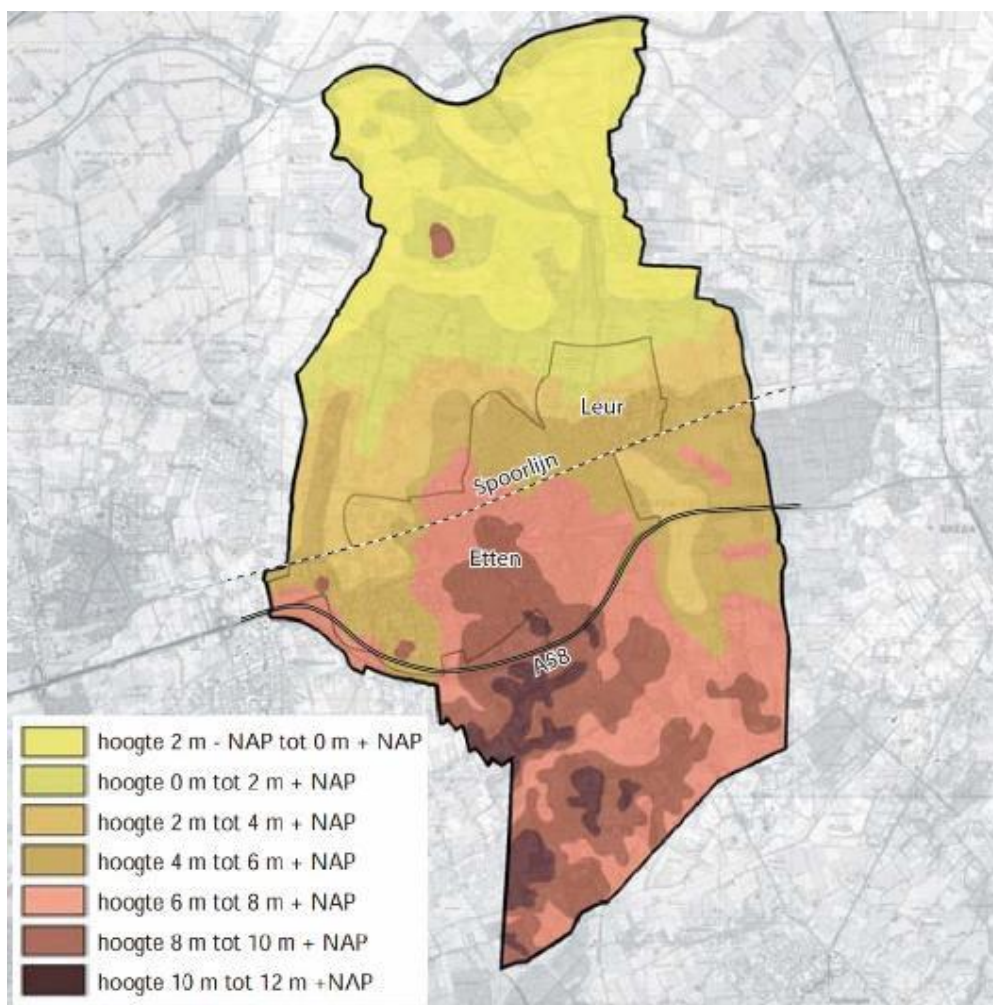 Leur
Spoorlijn
Etten
A58
hoogte 2 m - NAP tot 0 m + NAP
hoogte 0 m tot 2 m + NAP
hoogte 2 m tot 4 m + NAP
hoogte 4 m tot 6 m + NAP
hoogte 6 m tot 8 m + NAP
hoogte 8 m tot 10 m + NAP
hoogte 10 m tot 12 m +NAP